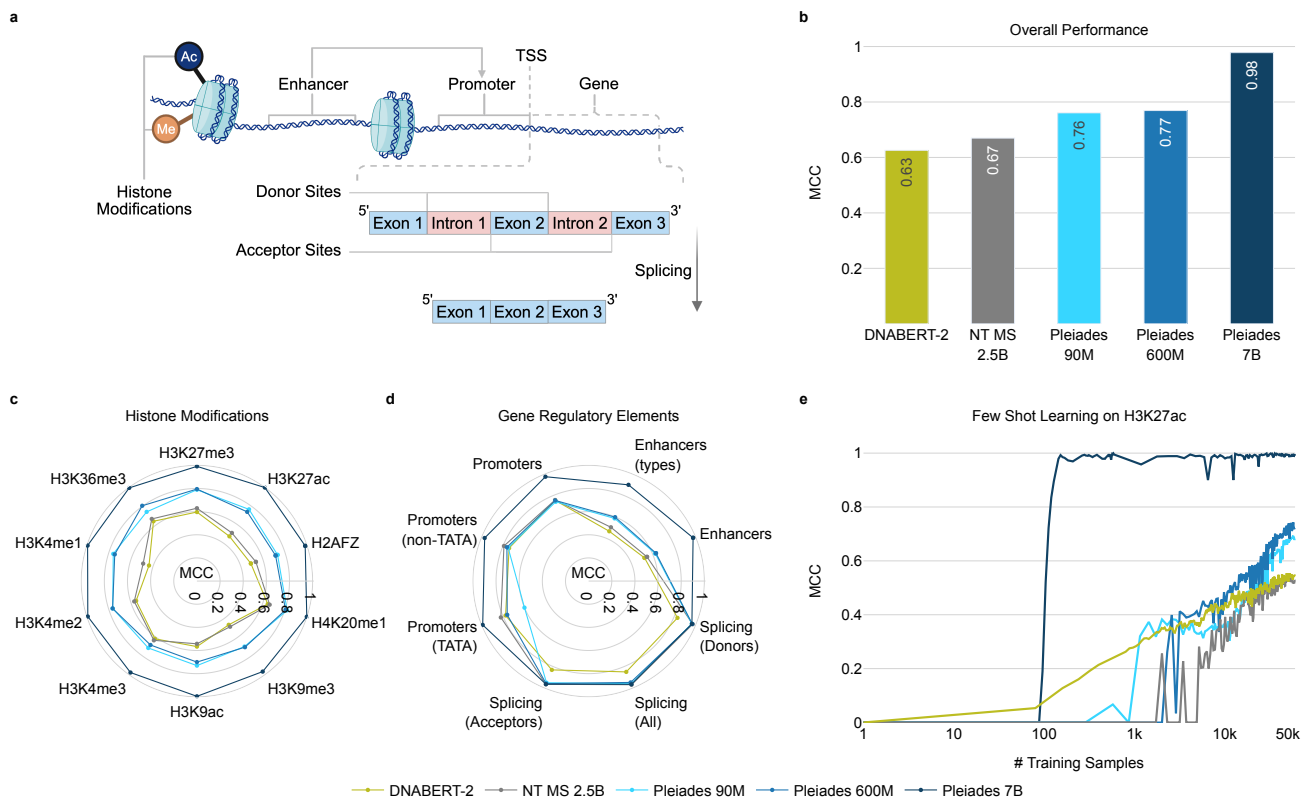 a
Ac
Me
Histone
Modifications
Enhancer
Promoter
TSS
Gene
Donor Sites
5'
Exon 1
Intron 1
Exon 2
Intron 2
Exon 3
3'
Acceptor Sites
Splicing
5'
Exon 1
Exon 2
Exon 3
3'
b
Overall Performance
MCC
1
0.8
0.6
0.4
0.2
0.63
0.67
0.76
0.77
0.98
DNABERT-2
NT MS
2.5B
Pleiades
90M
Pleiades
600M
Pleiades
7B
c
Histone Modifications
H3K27me3
H3K27ac
H2AFZ
H4K20me1
H3K9me3
H3K9ac
H3K4me3
H3K4me2
H3K4me1
H3K36me3
MCC
0
0.2
0.4
0.6
0.8
1
d
Gene Regulatory Elements
Enhancers
(types)
Enhancers
Splicing
(Donors)
Splicing
(All)
Splicing
(Acceptors)
Promoters
(TATA)
Promoters
(non-TATA)
Promoters
MCC
0
0.2
0.4
0.6
0.8
1
e
Few Shot Learning on H3K27ac
MCC
1
0.8
0.6
0.4
0.2
0
1
10
100
1k
10k
50k
# Training Samples
DNABERT-2
NT MS 2.5B
Pleiades 90M
Pleiades 600M
Pleiades 7B